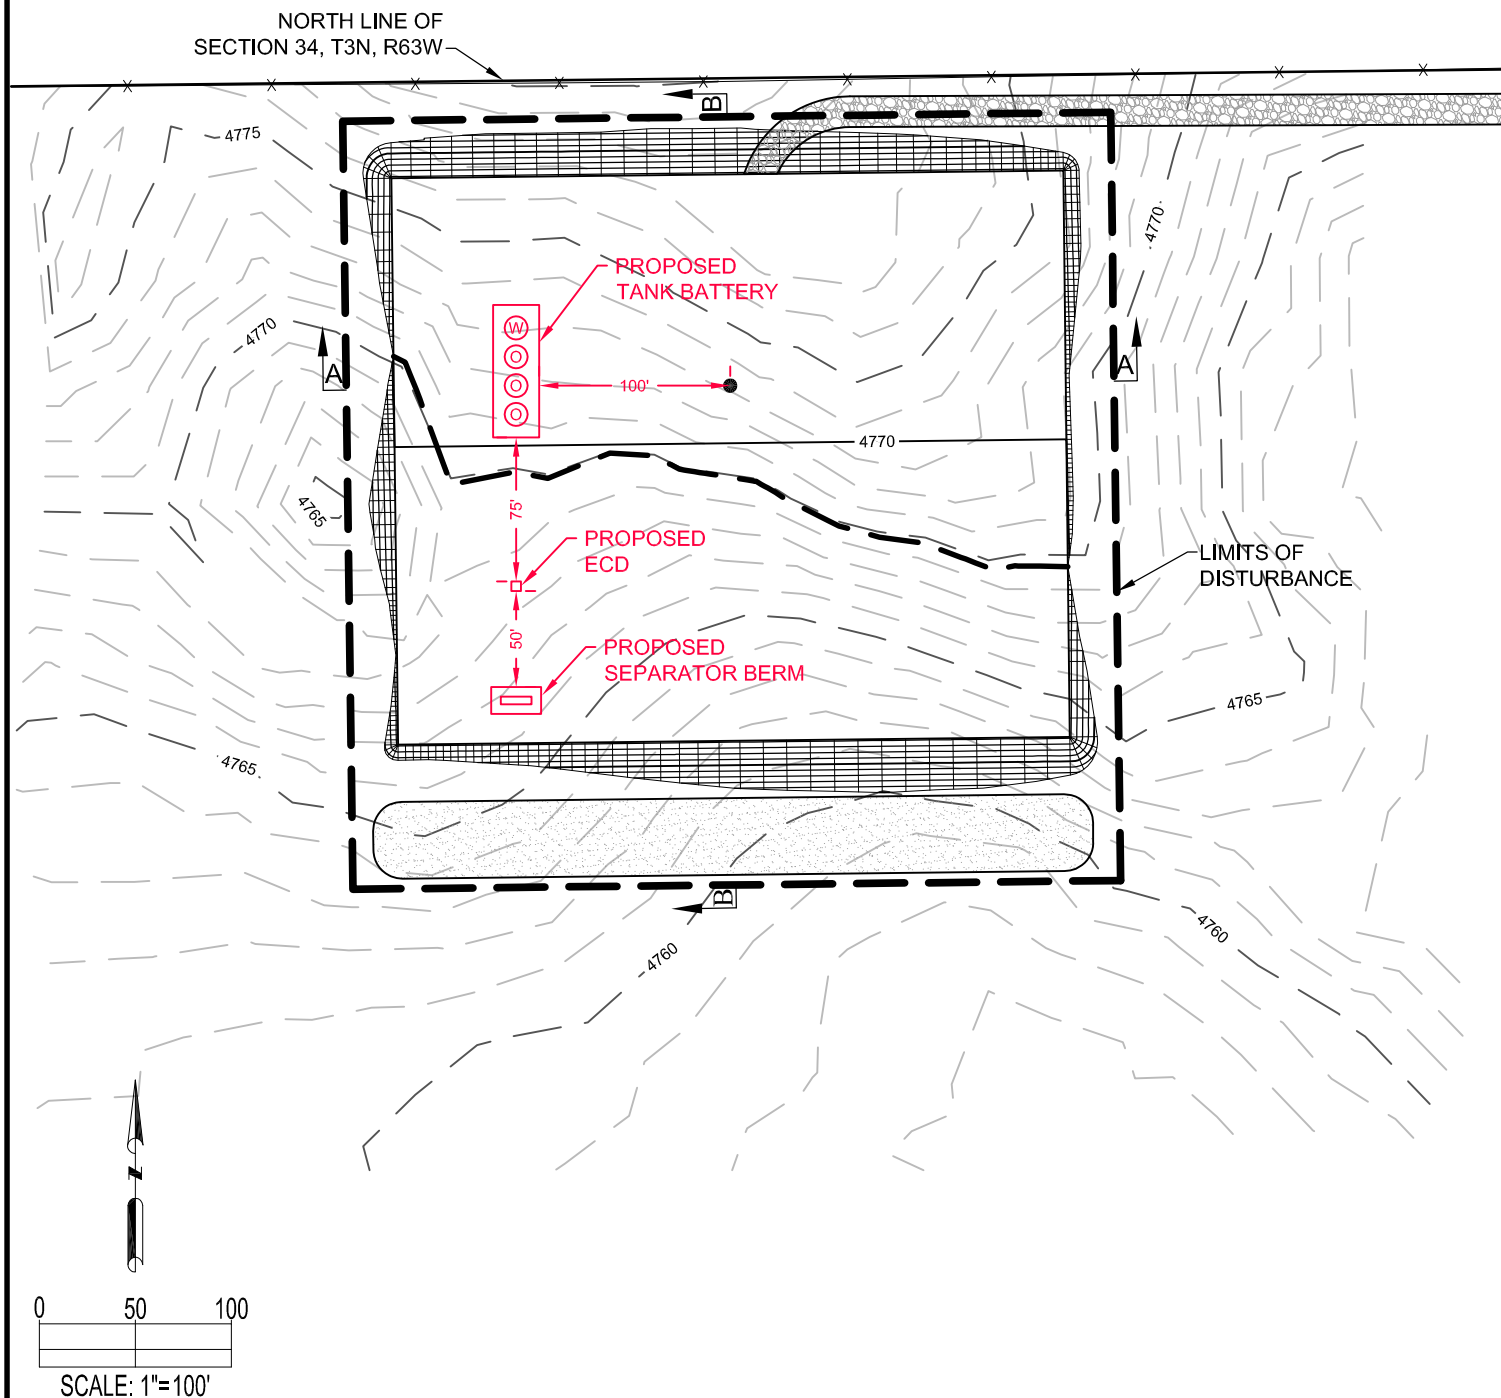 NORTH LINE OF
SECTION 34, T3N, R63W
B
4775
4770
PROPOSED
TANK BATTERY
W
4770
A
A
100'
4770
4765
75'
PROPOSED
ECD
LIMITS OF
DISTURBANCE
50'
PROPOSED
SEPARATOR BERM
4765
4765
B
4760
4760
N
0 50 100
SCALE: 1"=100'